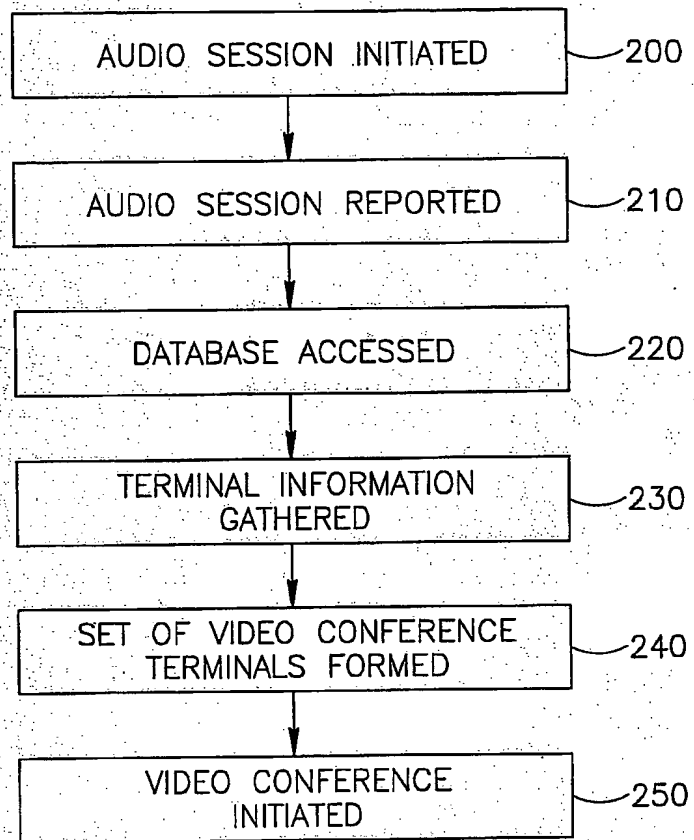 AUDIO SESSION INITIATED 200
AUDIO SESSION REPORTED 210
DATABASE ACCESSED 220
TERMINAL INFORMATION
GATHERED 230
SET OF VIDEO CONFERENCE
TERMINALS FORMED 240
VIDEO CONFERENCE
INITIATED 250